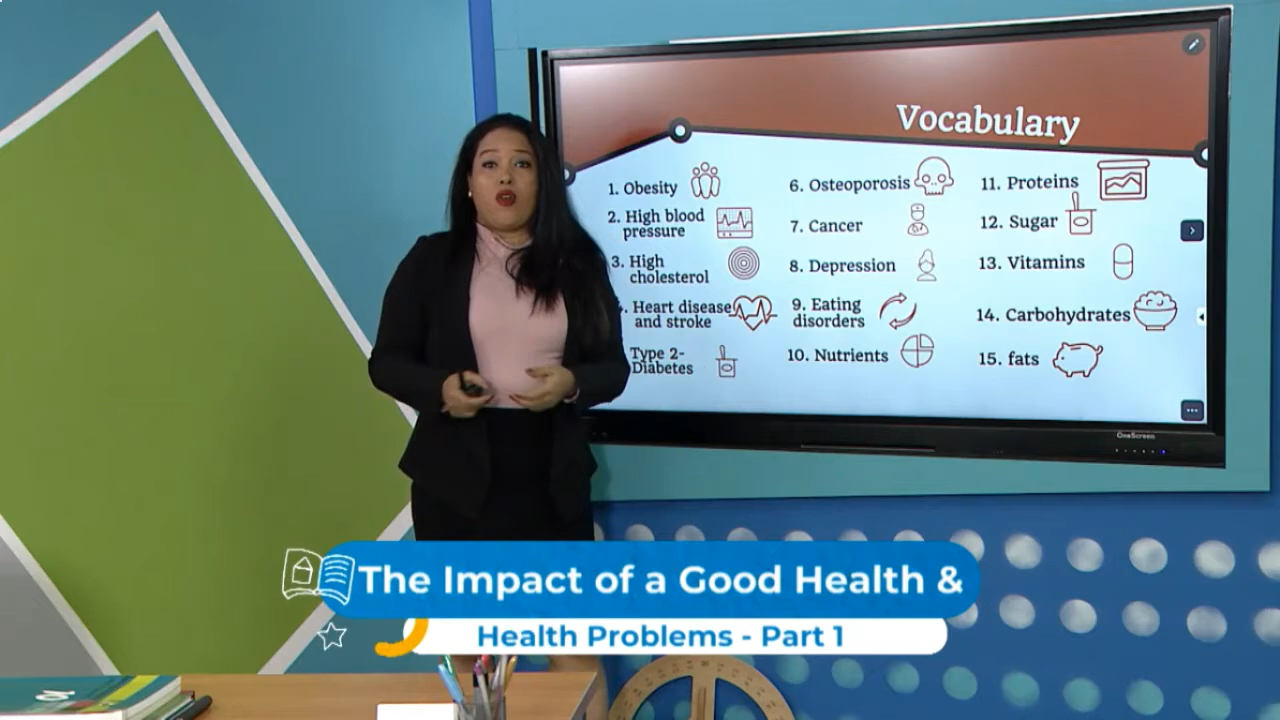 Vocabulary
1. Obesity
2. High blood
pressure
3. High
cholesterol
. Heart disease
and stroke
Type 2-
Diabetes
6. Osteoporosis
7. Cancer
8. Depression
9. Eating
disorders
10. Nutrients
11. Proteins
12. Sugar
13. Vitamins
14. Carbohydrates
15. fats
OneScreen
The Impact of a Good Health &
Health Problems - Part 1